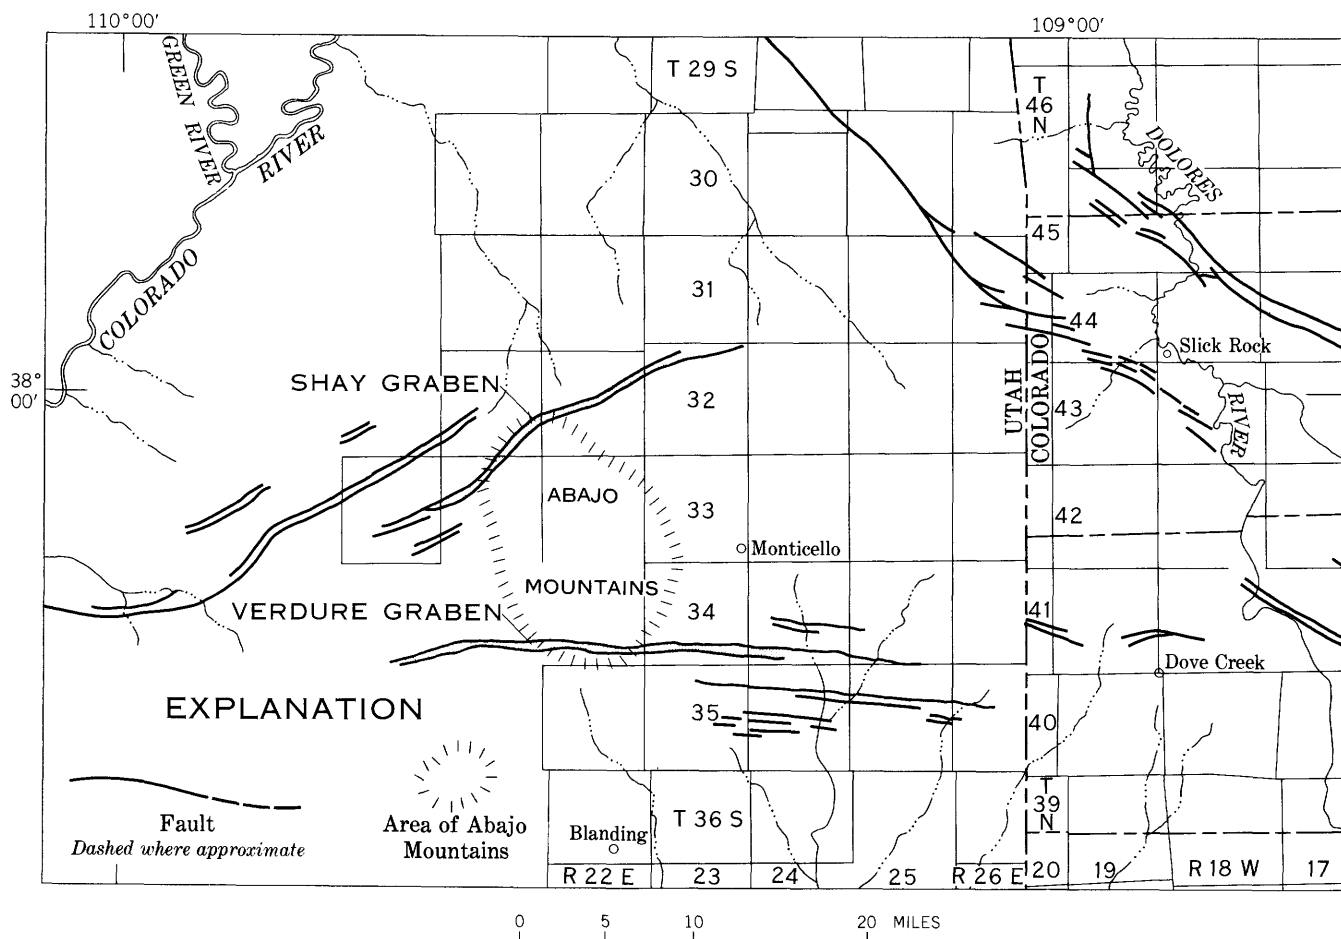 110°00′
109°00′
GREEN RIVER
COLORADO RIVER
T 29 S
30
31
32
33
34
35
T 36 S
T
46
N
45
44
43
42
41
40
T
39
N
DOLORES
RIVER
Slick Rock
UTAH
COLORADO
38°
00′
SHAY GRABEN
ABAJO
MOUNTAINS
Monticello
VERDURE GRABEN
Dove Creek
EXPLANATION
Fault
Dashed where approximate
Area of Abajo
Mountains
Blanding
R 22 E
23
24
25
R 26 E
20
19
R 18 W
17
0 5 10 20 MILES